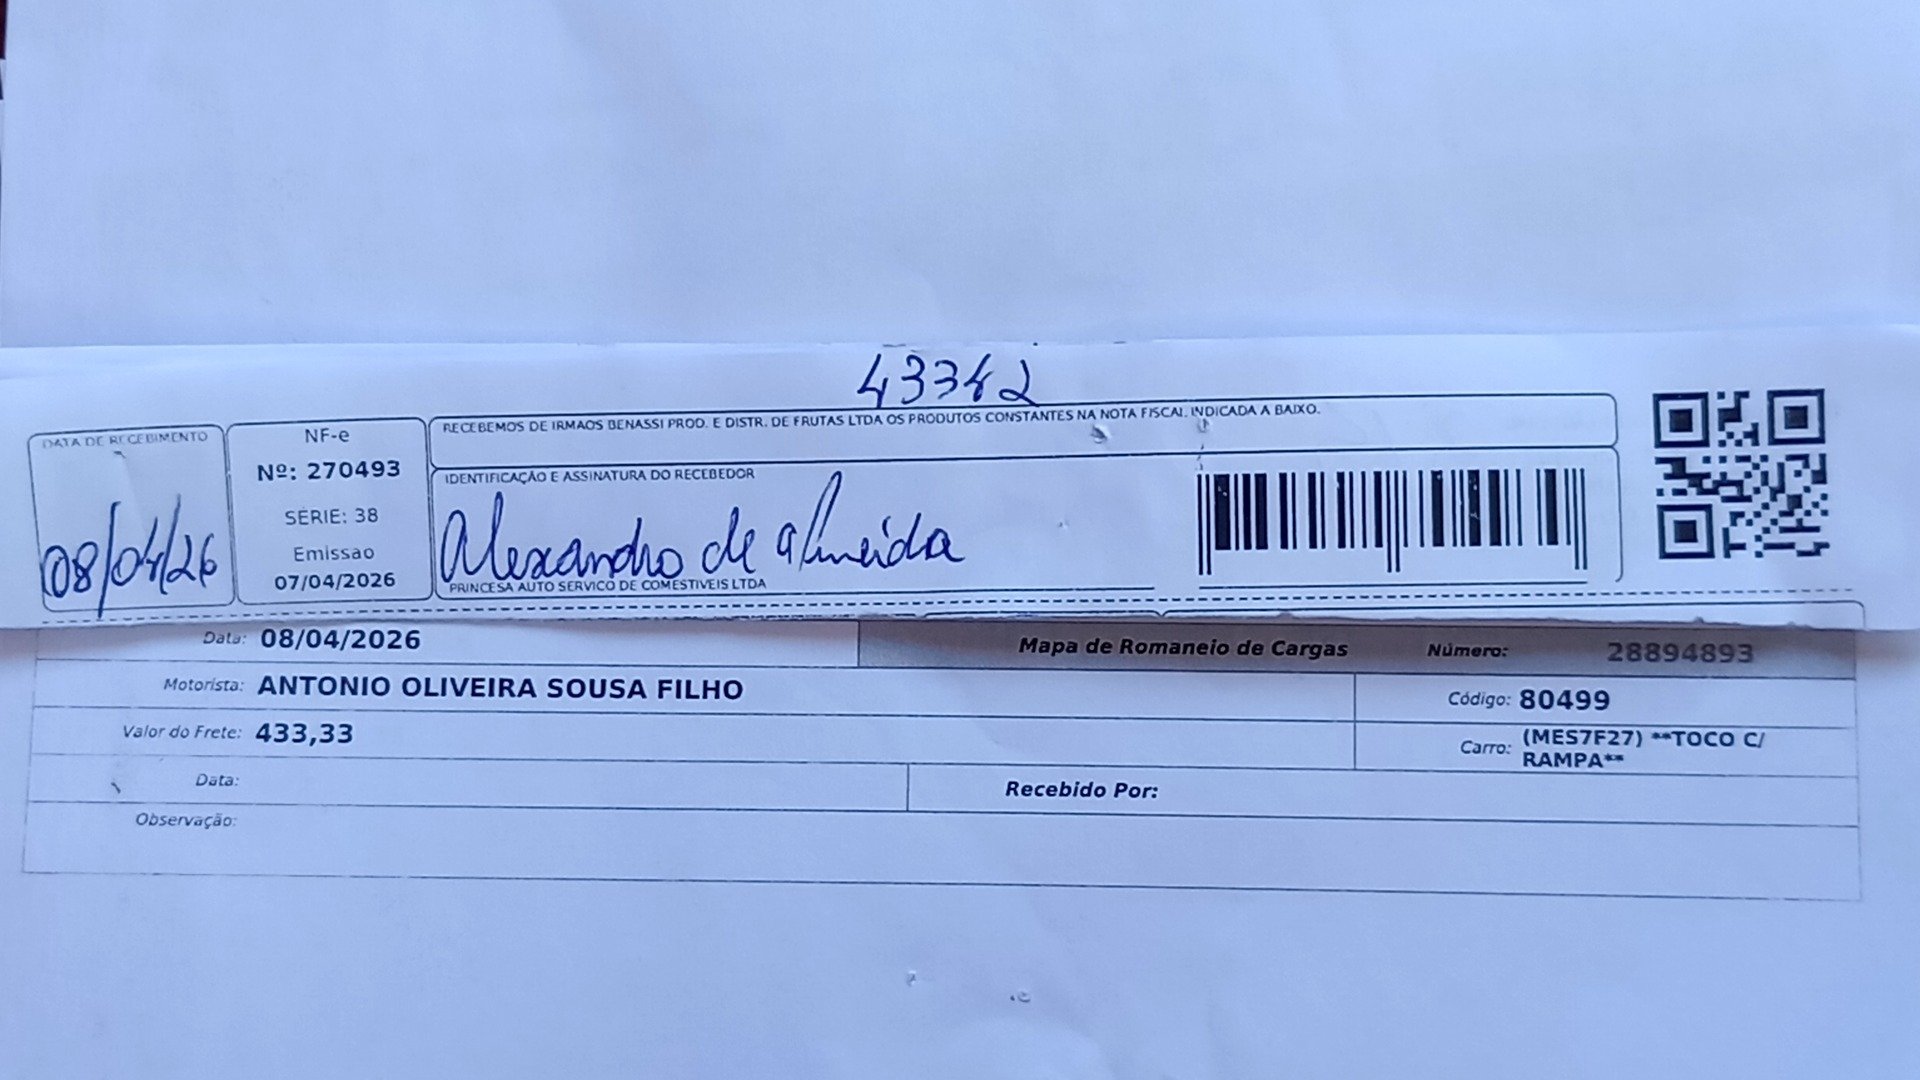 43342
DATA DE RECEBIMENTO
08/04/26
NF-e
Nº: 270493
SERIE: 38
Emissao
07/04/2026
RECEBEMOS DE IRMAOS BENASSI PROD. E DISTR. DE FRUTAS LTDA OS PRODUTOS CONSTANTES NA NOTA FISCAL INDICADA A BAIXO.
IDENTIFICAÇÃO E ASSINATURA DO RECEBEDOR
Alexandro de Almeida
PRINCESA AUTO SERVICO DE COMESTIVEIS LTDA
Data: 08/04/2026
Mapa de Romaneio de Cargas
Número: 28894893
Motorista: ANTONIO OLIVEIRA SOUSA FILHO
Código: 80499
Valor do Frete: 433,33
Carro: (MES7F27) **TOCO C/
RAMPA**
Data:
Recebido Por:
Observação: